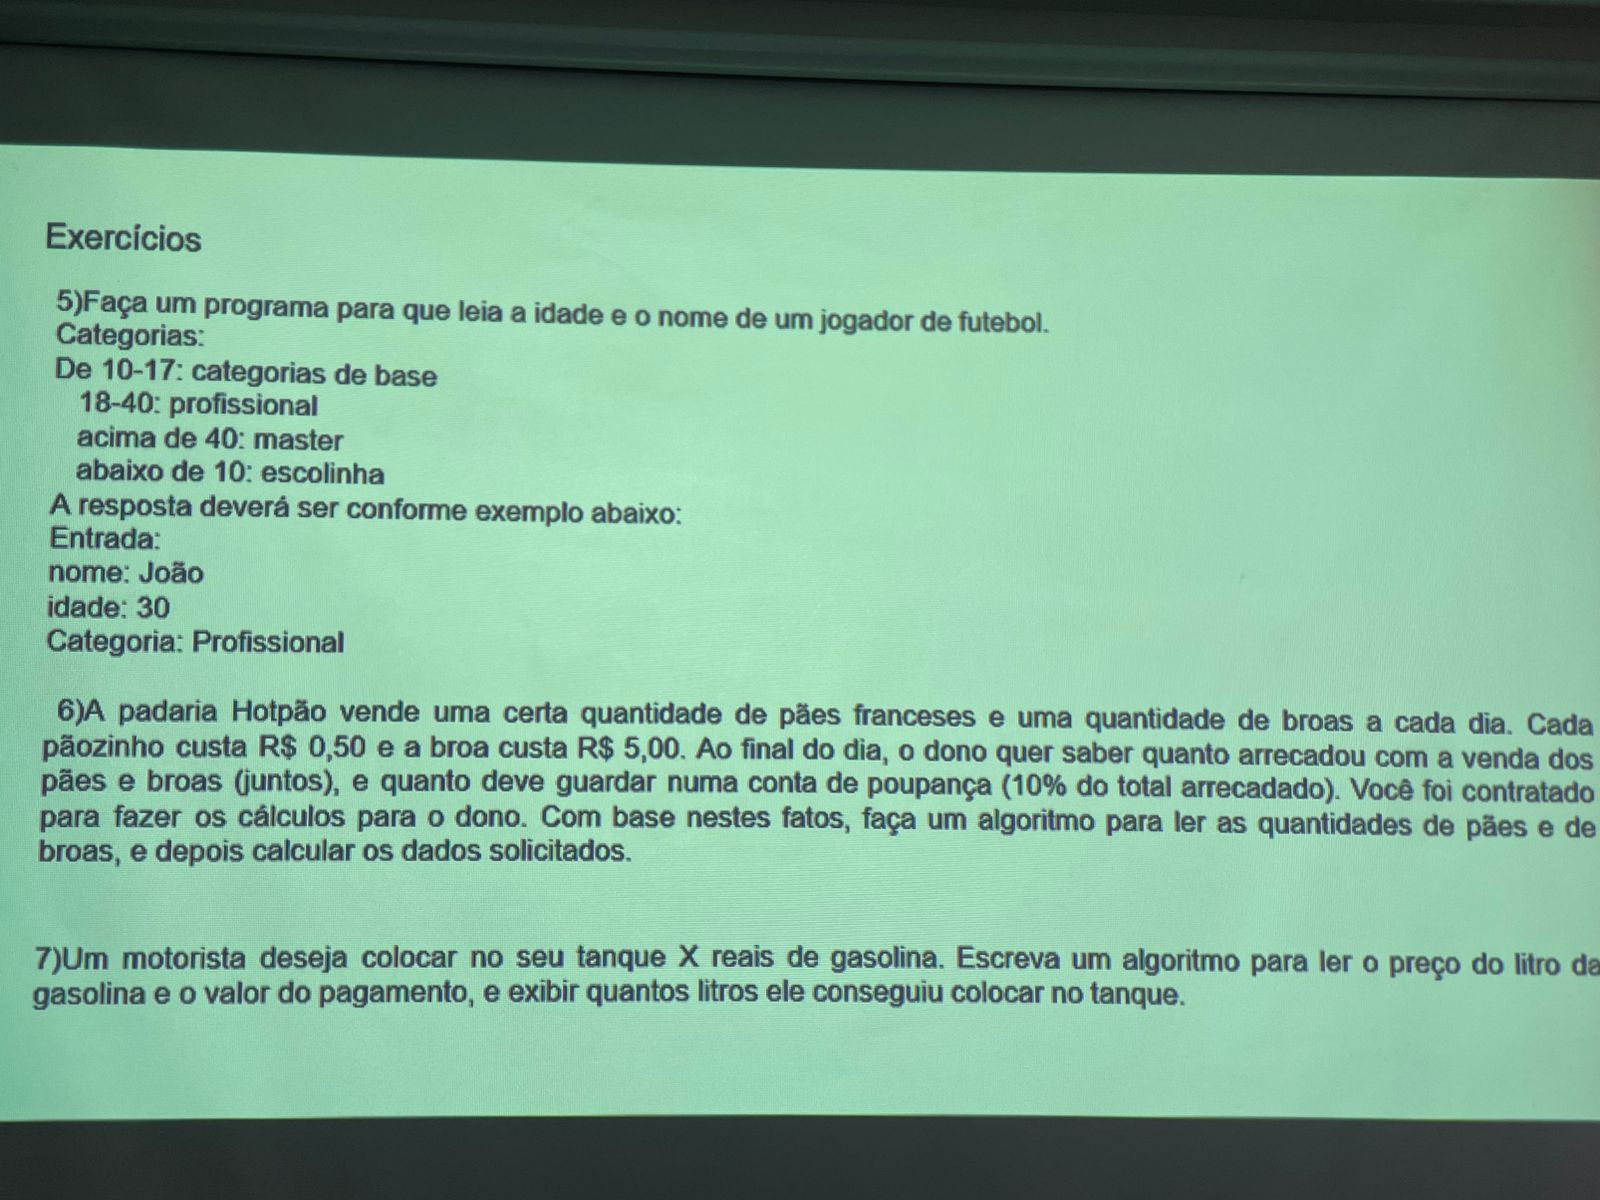 Exercícios
5)Faça um programa para que leia a idade e o nome de um jogador de futebol.
Categorias:
De 10-17: categorias de base
18-40: profissional
acima de 40: master
abaixo de 10: escolinha
A resposta deverá ser conforme exemplo abaixo:
Entrada:
nome: João
idade: 30
Categoria: Profissional
6)A padaria Hotpão vende uma certa quantidade de pães franceses e uma quantidade de broas a cada dia. Cada
pãozinho custa R$ 0,50 e a broa custa R$ 5,00. Ao final do dia, o dono quer saber quanto arrecadou com a venda dos
pães e broas (juntos), e quanto deve guardar numa conta de poupança (10% do total arrecadado). Você foi contratado
para fazer os cálculos para o dono. Com base nestes fatos, faça um algoritmo para ler as quantidades de pães e de
broas, e depois calcular os dados solicitados.
7)Um motorista deseja colocar no seu tanque X reais de gasolina. Escreva um algoritmo para ler o preço do litro da
gasolina e o valor do pagamento, e exibir quantos litros ele conseguiu colocar no tanque.